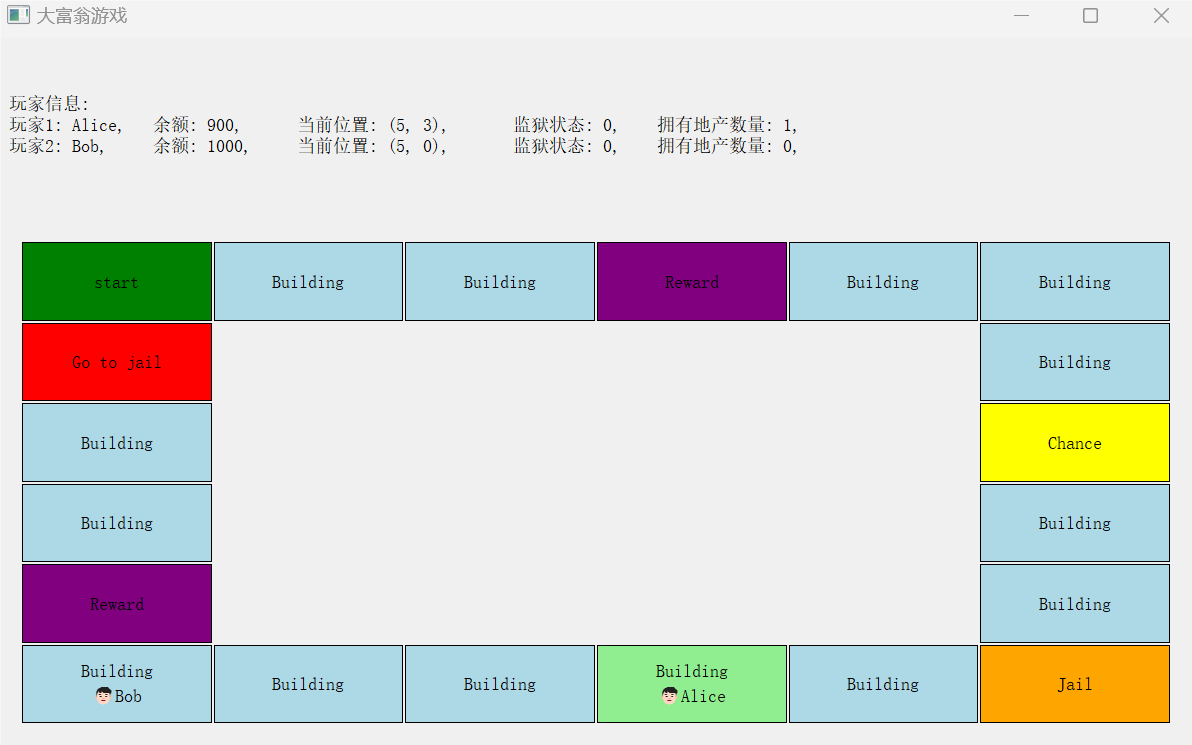 大富翁游戏
玩家信息:
玩家1: Alice, 余额: 900, 当前位置: (5, 3), 监狱状态: 0, 拥有地产数量: 1,
玩家2: Bob, 余额: 1000, 当前位置: (5, 0), 监狱状态: 0, 拥有地产数量: 0,
start Building Building Reward Building Building
Go to jail Building
Building Chance
Building Building
Reward Building
Building Building Building Building Building Jail
Bob Alice